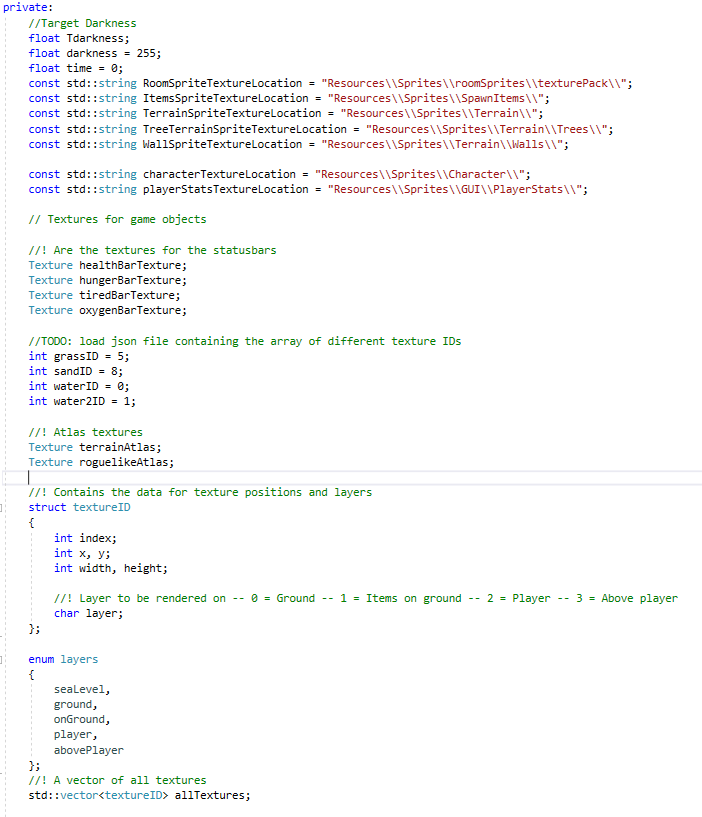 private:
//Target Darkness
float Tdarkness;
float darkness = 255;
float time = 0;
const std::string RoomSpriteTextureLocation = "Resources\\Sprites\\roomSprites\\texturePack\\";
const std::string ItemsSpriteTextureLocation = "Resources\\Sprites\\SpawnItems\\";
const std::string TerrainSpriteTextureLocation = "Resources\\Sprites\\Terrain\\";
const std::string TreeTerrainSpriteTextureLocation = "Resources\\Sprites\\Terrain\\Trees\\";
const std::string WallSpriteTextureLocation = "Resources\\Sprites\\Terrain\\Walls\\";
const std::string characterTextureLocation = "Resources\\Sprites\\Character\\";
const std::string playerStatsTextureLocation = "Resources\\Sprites\\GUI\\PlayerStats\\";
// Textures for game objects
//! Are the textures for the statusbars
Texture healthBarTexture;
Texture hungerBarTexture;
Texture tiredBarTexture;
Texture oxygenBarTexture;
//TODO: load json file containing the array of different texture IDs
int grassID = 5;
int sandID = 8;
int waterID = 0;
int water2ID = 1;
//! Atlas textures
Texture terrainAtlas;
Texture roguelikeAtlas;
//! Contains the data for texture positions and layers
struct textureID
{
int index;
int x, y;
int width, height;
//! Layer to be rendered on -- 0 = Ground -- 1 = Items on ground -- 2 = Player -- 3 = Above player
char layer;
};
enum layers
{
seaLevel,
ground,
onGround,
player,
abovePlayer
};
//! A vector of all textures
std::vector<textureID> allTextures;